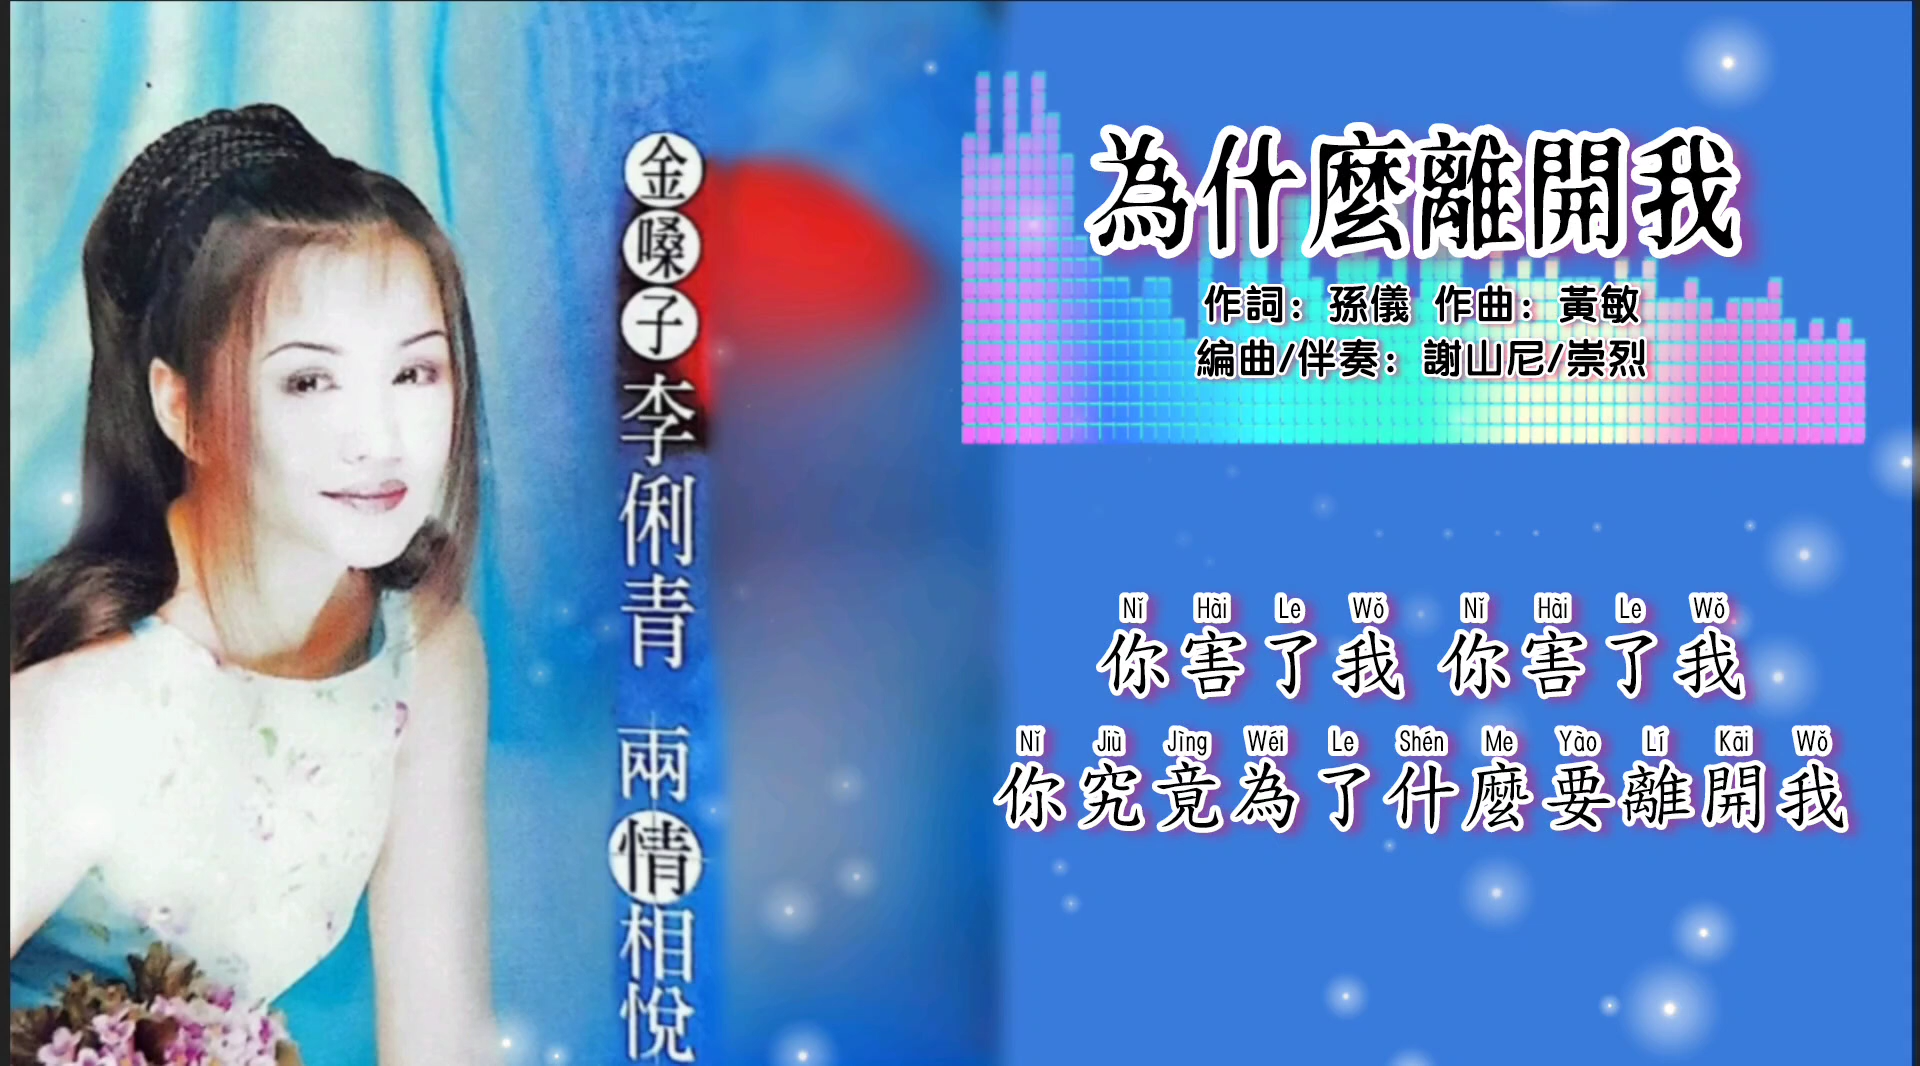 金嗓子李俐青 兩情相悅
為什麼離開我
作詞：孫儀 作曲：黃敏
編曲/伴奏：謝山尼/崇烈
Nǐ Hài Le Wǒ Nǐ Hài Le Wǒ
你害了我 你害了我
Nǐ Jiù Jìng Wéi Le Shén Me Yào Lí Kāi Wǒ
你究竟為了什麼要離開我